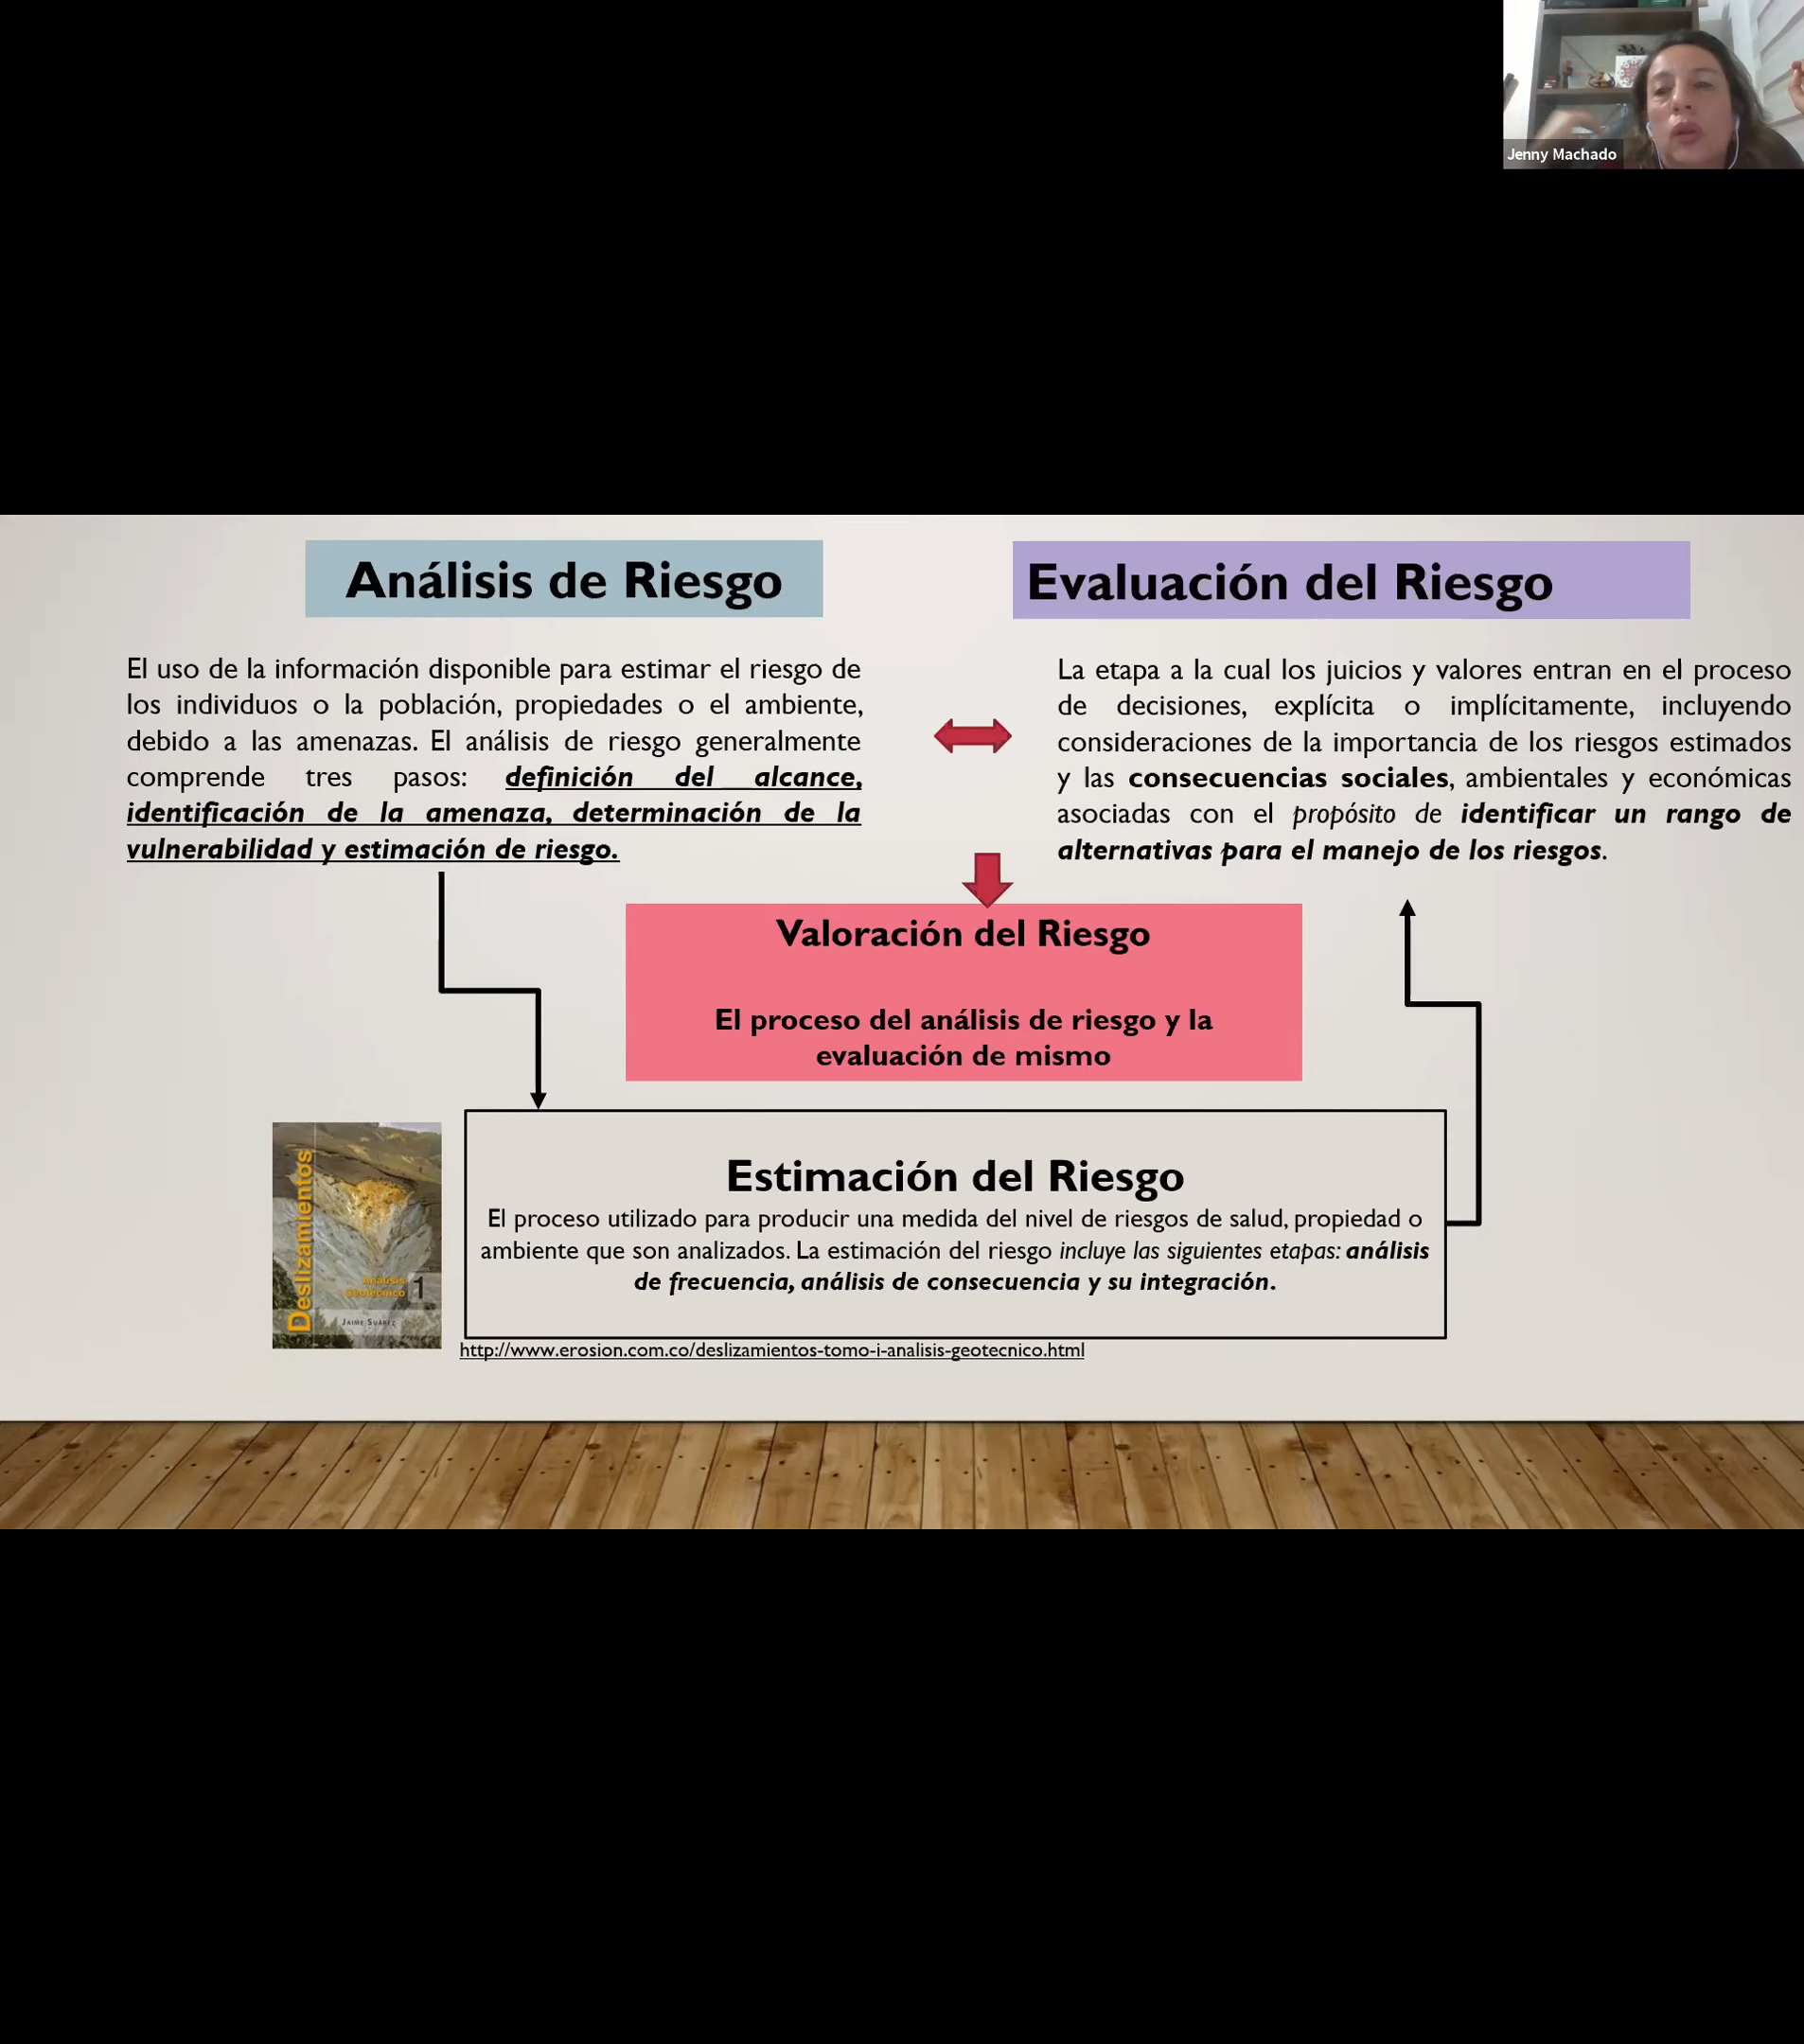 Jenny Machado
Análisis de Riesgo
El uso de la información disponible para estimar el riesgo de
los individuos o la población, propiedades o el ambiente,
debido a las amenazas. El análisis de riesgo generalmente
comprende tres pasos: definición del alcance,
identificación de la amenaza, determinación de la
vulnerabilidad y estimación de riesgo.
Evaluación del Riesgo
La etapa a la cual los juicios y valores entran en el proceso
de decisiones, explícita o implícitamente, incluyendo
consideraciones de la importancia de los riesgos estimados
y las consecuencias sociales, ambientales y económicas
asociadas con el propósito de identificar un rango de
alternativas para el manejo de los riesgos.
Valoración del Riesgo
El proceso del análisis de riesgo y la
evaluación de mismo
Estimación del Riesgo
El proceso utilizado para producir una medida del nivel de riesgos de salud, propiedad o
ambiente que son analizados. La estimación del riesgo incluye las siguientes etapas: análisis
de frecuencia, análisis de consecuencia y su integración.
Deslizamientos
Análisis
Geotécnico 1
JAIME SUÁREZ
http://www.erosion.com.co/deslizamientos-tomo-i-analisis-geotecnico.html